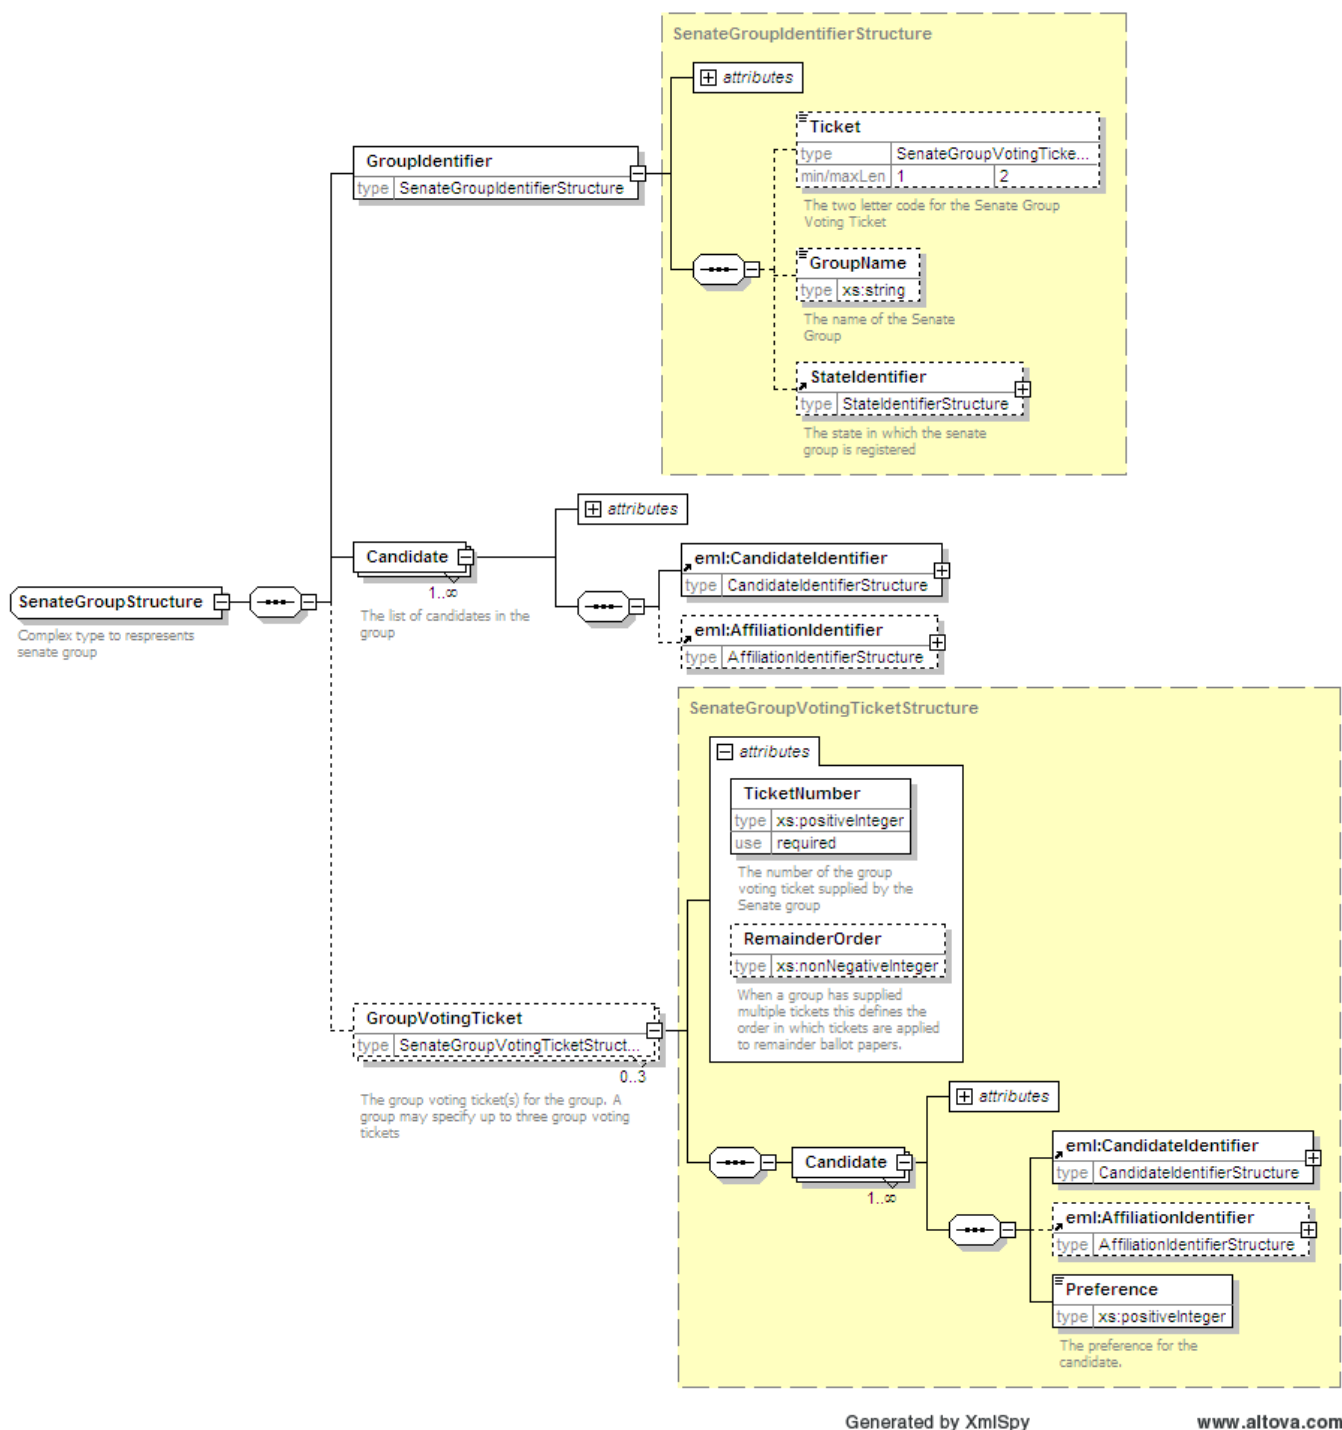 SenateGroupIdentifierStructure
attributes
Ticket
type SenateGroupVotingTicke...
min/maxLen 1 2
The two letter code for the Senate Group
Voting Ticket
GroupIdentifier
type SenateGroupIdentifierStructure
GroupName
type xs:string
The name of the Senate
Group
StateIdentifier
type StateIdentifierStructure
The state in which the senate
group is registered
attributes
Candidate
1..∞
The list of candidates in the
group
eml:CandidateIdentifier
type CandidateIdentifierStructure
eml:AffiliationIdentifier
type AffiliationIdentifierStructure
SenateGroupStructure
Complex type to respresents
senate group
SenateGroupVotingTicketStructure
attributes
TicketNumber
type xs:positiveInteger
use required
The number of the group
voting ticket supplied by the
Senate group
RemainderOrder
type xs:nonNegativeInteger
When a group has supplied
multiple tickets this defines the
order in which tickets are applied
to remainder ballot papers.
GroupVotingTicket
type SenateGroupVotingTicketStruct...
0..3
The group voting ticket(s) for the group. A
group may specify up to three group voting
tickets
attributes
Candidate
1..∞
eml:CandidateIdentifier
type CandidateIdentifierStructure
eml:AffiliationIdentifier
type AffiliationIdentifierStructure
Preference
type xs:positiveInteger
The preference for the
candidate.
Generated by XmlSpy
www.altova.com